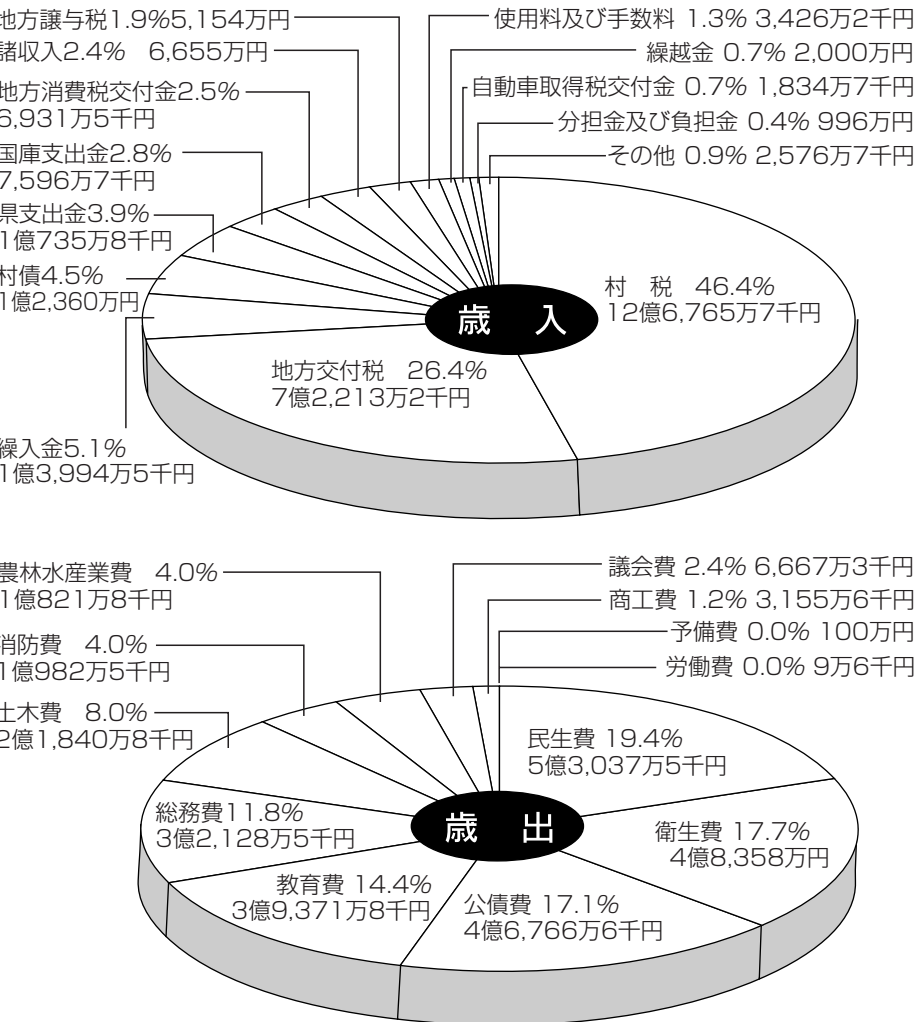 地方譲与税1.9%5,154万円
諸収入2.4%　6,655万円
地方消費税交付金2.5%
6,931万5千円
国庫支出金2.8%
7,596万7千円
県支出金3.9%
1億735万8千円
村債4.5%
1億2,360万円
繰入金5.1%
1億3,994万5千円
使用料及び手数料 1.3% 3,426万2千円
繰越金 0.7% 2,000万円
自動車取得税交付金 0.7% 1,834万7千円
分担金及び負担金 0.4% 996万円
その他 0.9% 2,576万7千円
村　税　46.4%
12億6,765万7千円
歳　入
地方交付税　26.4%
7億2,213万2千円
農林水産業費　4.0%
1億821万8千円
消防費　4.0%
1億982万5千円
土木費　8.0%
2億1,840万8千円
議会費 2.4% 6,667万3千円
商工費 1.2% 3,155万6千円
予備費 0.0% 100万円
労働費 0.0% 9万6千円
民生費 19.4%
5億3,037万5千円
歳　出
衛生費 17.7%
4億8,358万円
総務費11.8%
3億2,128万5千円
教育費 14.4%
3億9,371万8千円
公債費 17.1%
4億6,766万6千円